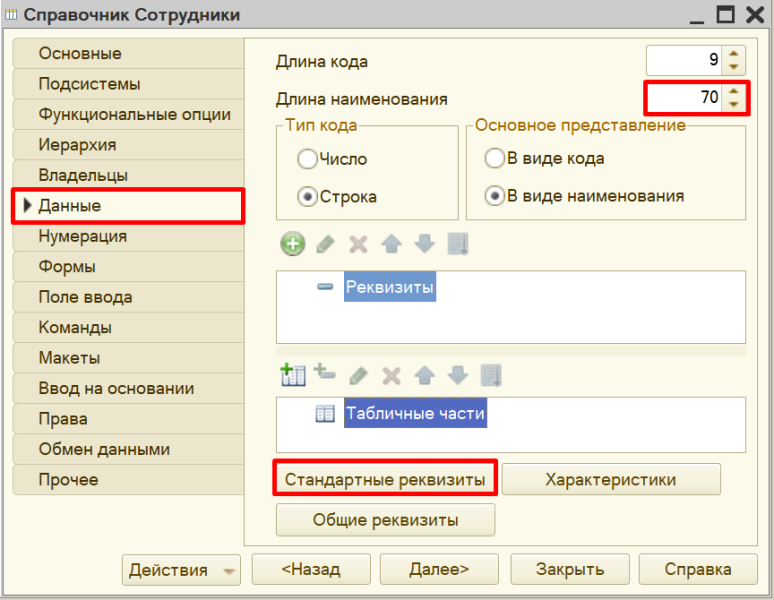 Справочник Сотрудники
Основные
Подсистемы
Функциональные опции
Иерархия
Владельцы
Данные
Нумерация
Формы
Поле ввода
Команды
Макеты
Ввод на основании
Права
Обмен данными
Прочее
Длина кода 9
Длина наименования 70
Тип кода Основное представление
Число В виде кода
Строка В виде наименования
Реквизиты
Табличные части
Стандартные реквизиты Характеристики
Общие реквизиты
Действия <Назад Далее> Закрыть Справка